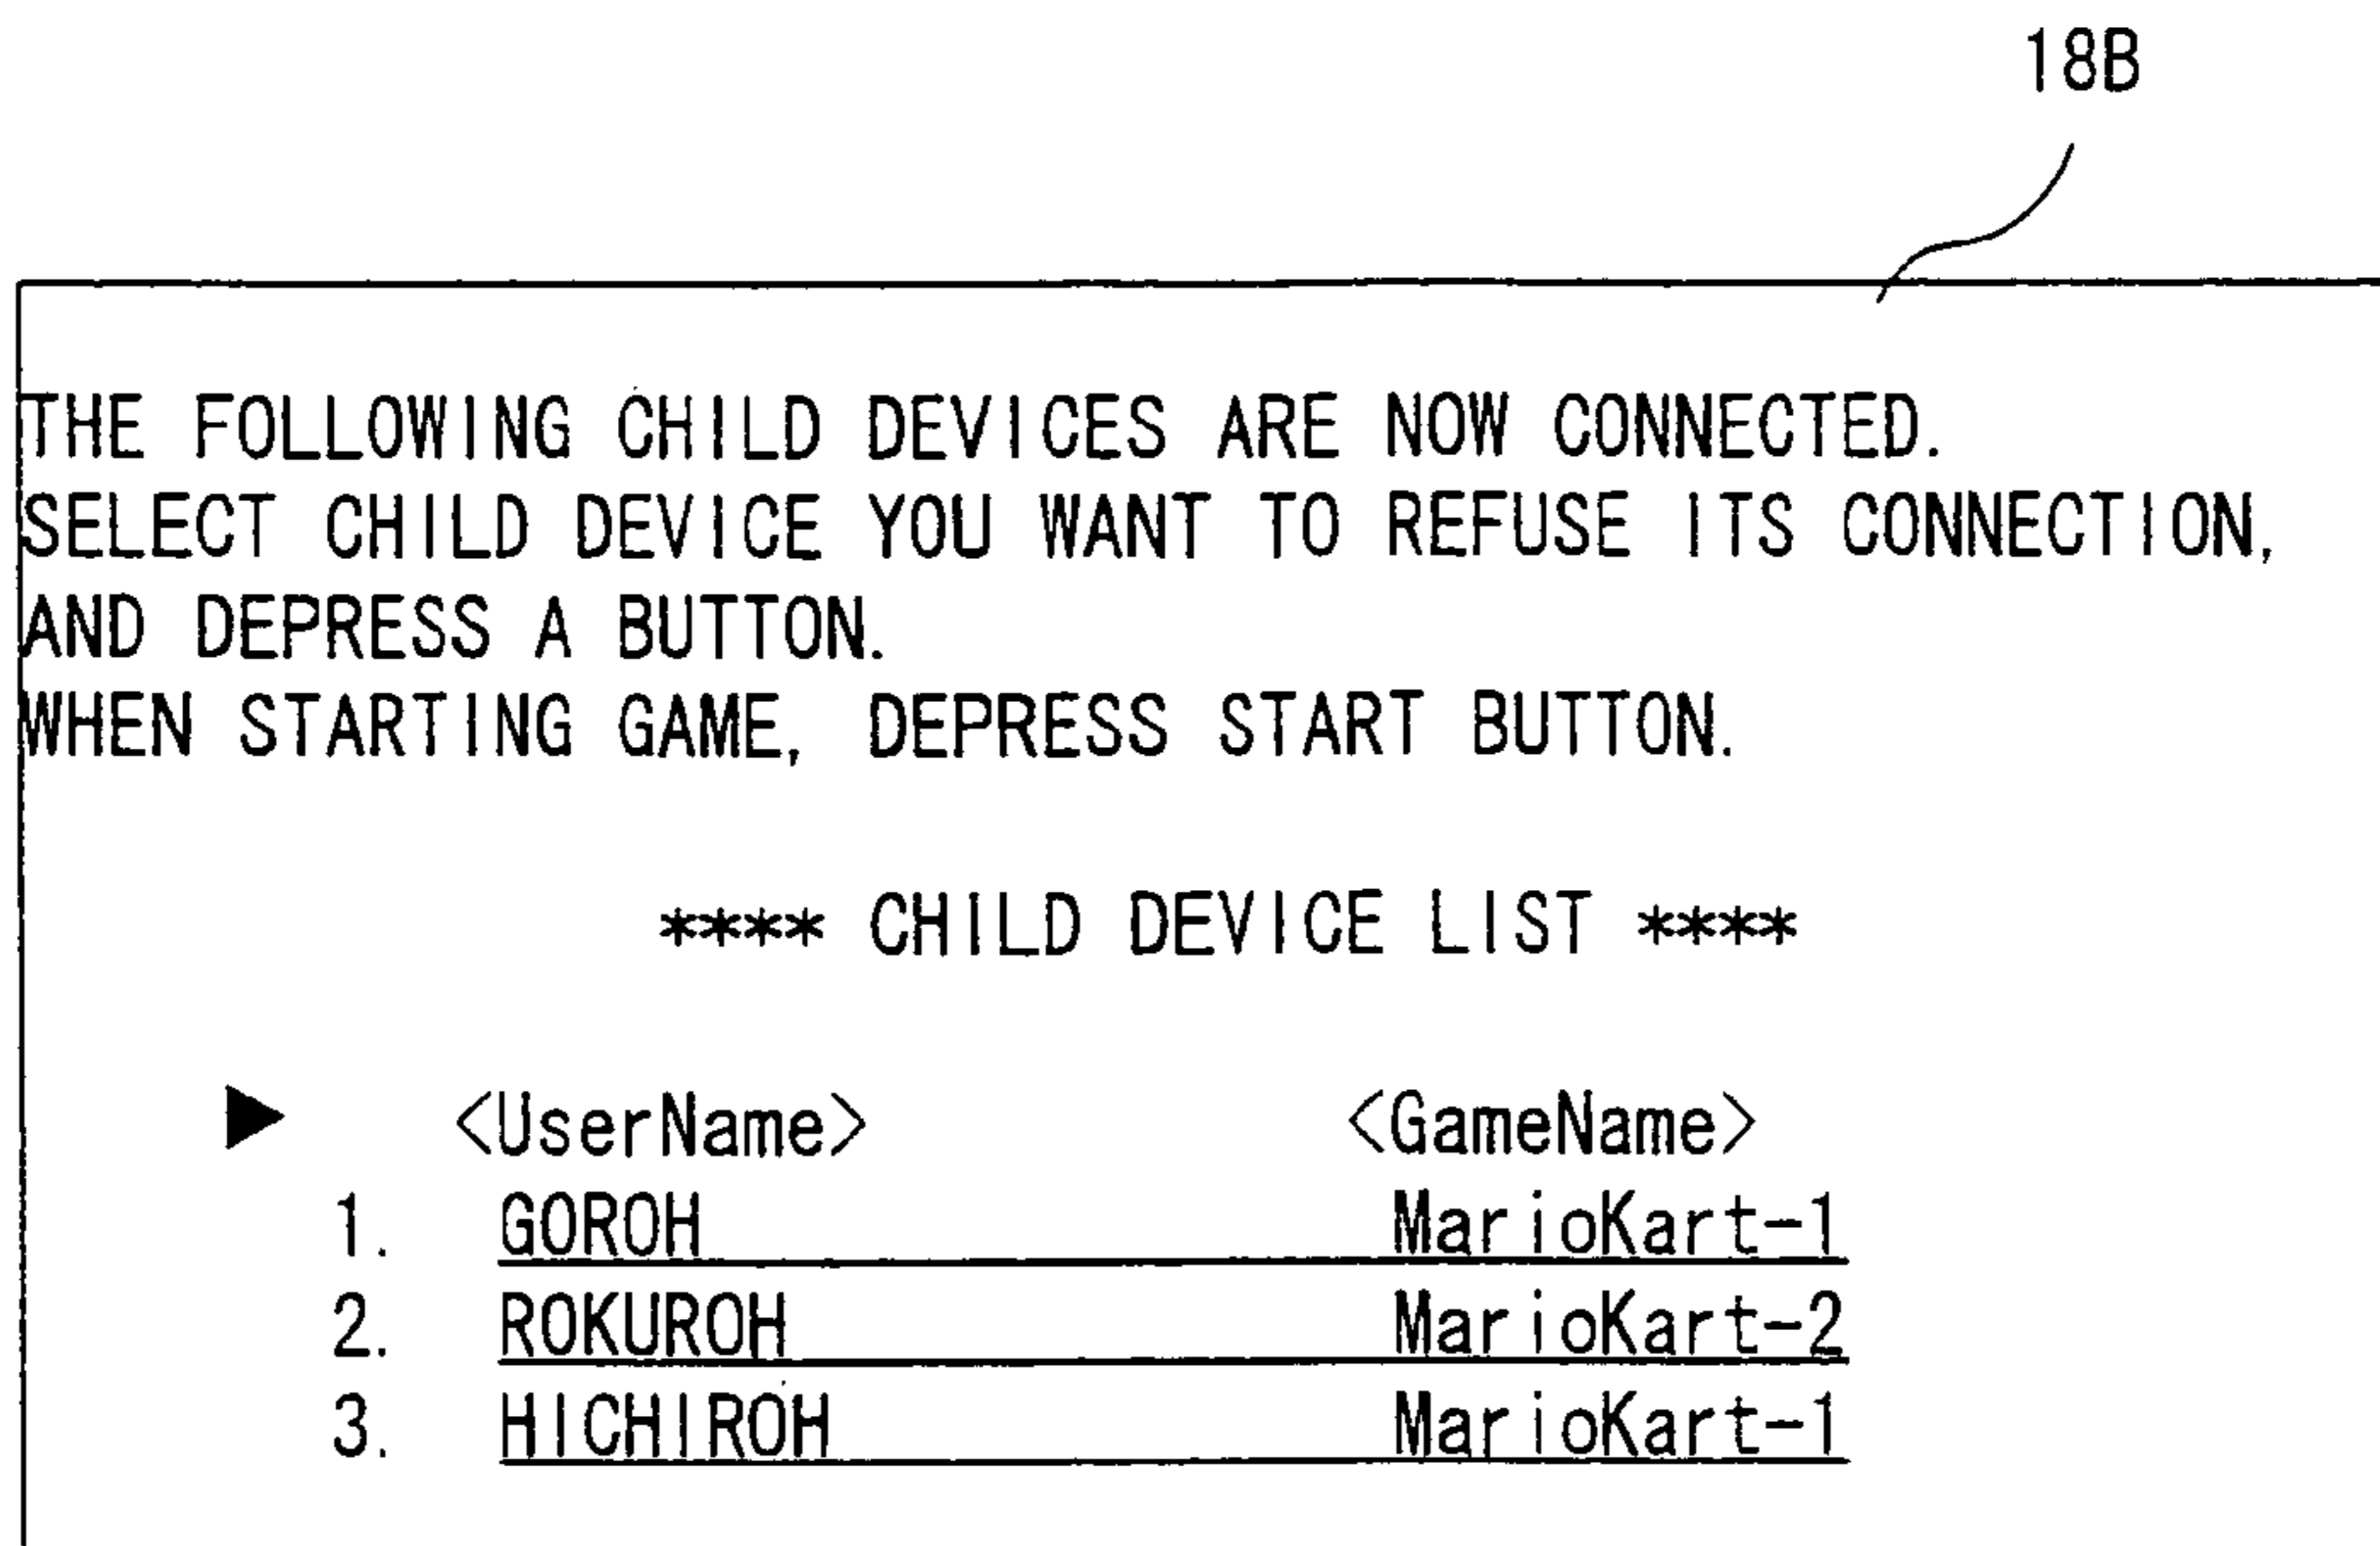 18B
THE FOLLOWING CHILD DEVICES ARE NOW CONNECTED.
SELECT CHILD DEVICE YOU WANT TO REFUSE ITS CONNECTION,
AND DEPRESS A BUTTON.
WHEN STARTING GAME, DEPRESS START BUTTON.
**** CHILD DEVICE LIST ****
<UserName> <GameName>
1. GOROH MarioKart-1
2. ROKUROH MarioKart-2
3. HICHIROH MarioKart-1